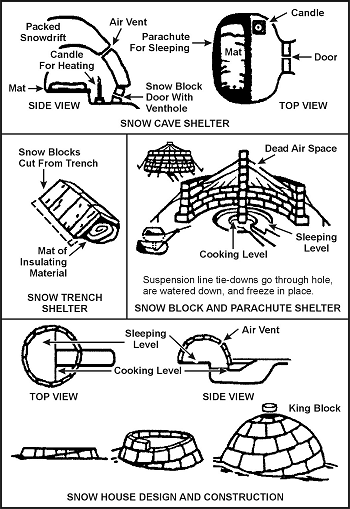 Packed
Snowdrift
Air Vent
Candle
For Heating
Mat
Snow Block
Door With
Venthole
SIDE VIEW
Parachute
For Sleeping
Candle
Mat
Door
TOP VIEW
SNOW CAVE SHELTER
Snow Blocks
Cut From Trench
Mat of
Insulating
Material
SNOW TRENCH
SHELTER
Dead Air Space
Sleeping
Level
Cooking Level
Suspension line tie-downs go through hole,
are watered down, and freeze in place.
SNOW BLOCK AND PARACHUTE SHELTER
Sleeping
Level
Air Vent
Cooking Level
TOP VIEW
SIDE VIEW
King Block
SNOW HOUSE DESIGN AND CONSTRUCTION